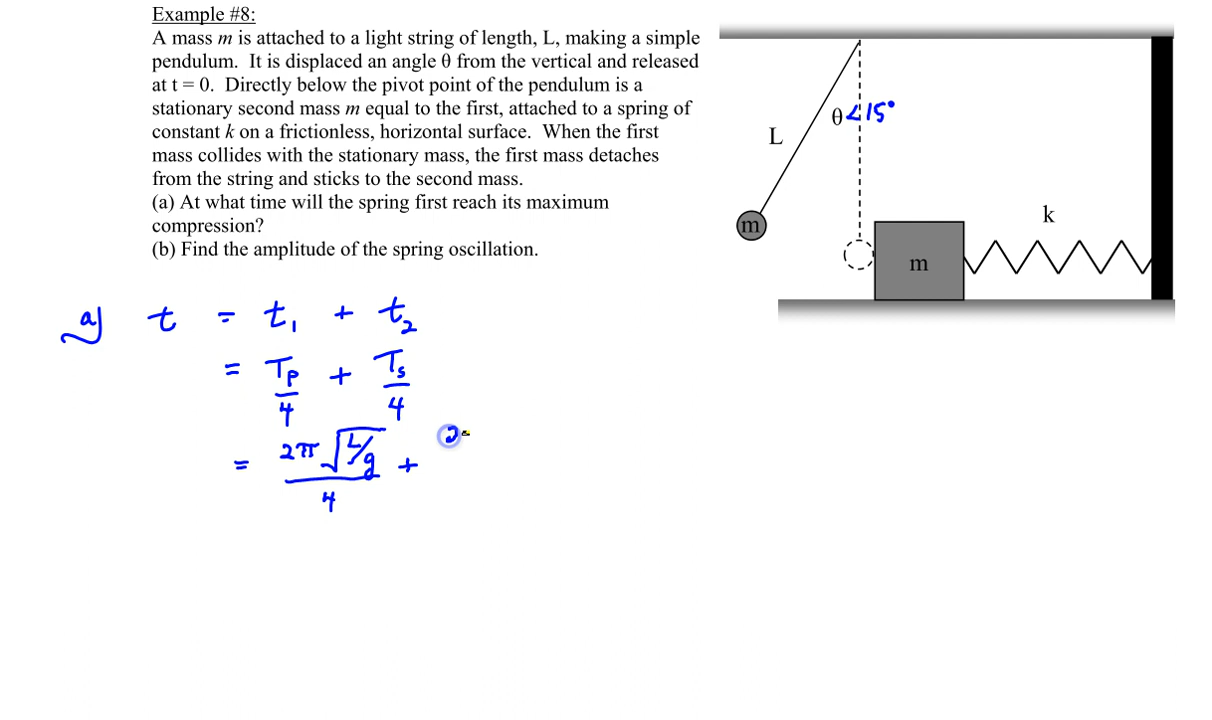 Example #8:
A mass m is attached to a light string of length, L, making a simple
pendulum. It is displaced an angle θ from the vertical and released
at t = 0. Directly below the pivot point of the pendulum is a
stationary second mass m equal to the first, attached to a spring of
constant k on a frictionless, horizontal surface. When the first
mass collides with the stationary mass, the first mass detaches
from the string and sticks to the second mass.
(a) At what time will the spring first reach its maximum
compression?
(b) Find the amplitude of the spring oscillation.
θ<15°
L
m
k
m
a) t = t₁ + t₂
= Tₚ/4 + Tₛ/4
= 2π√(L/g)/4 + 2